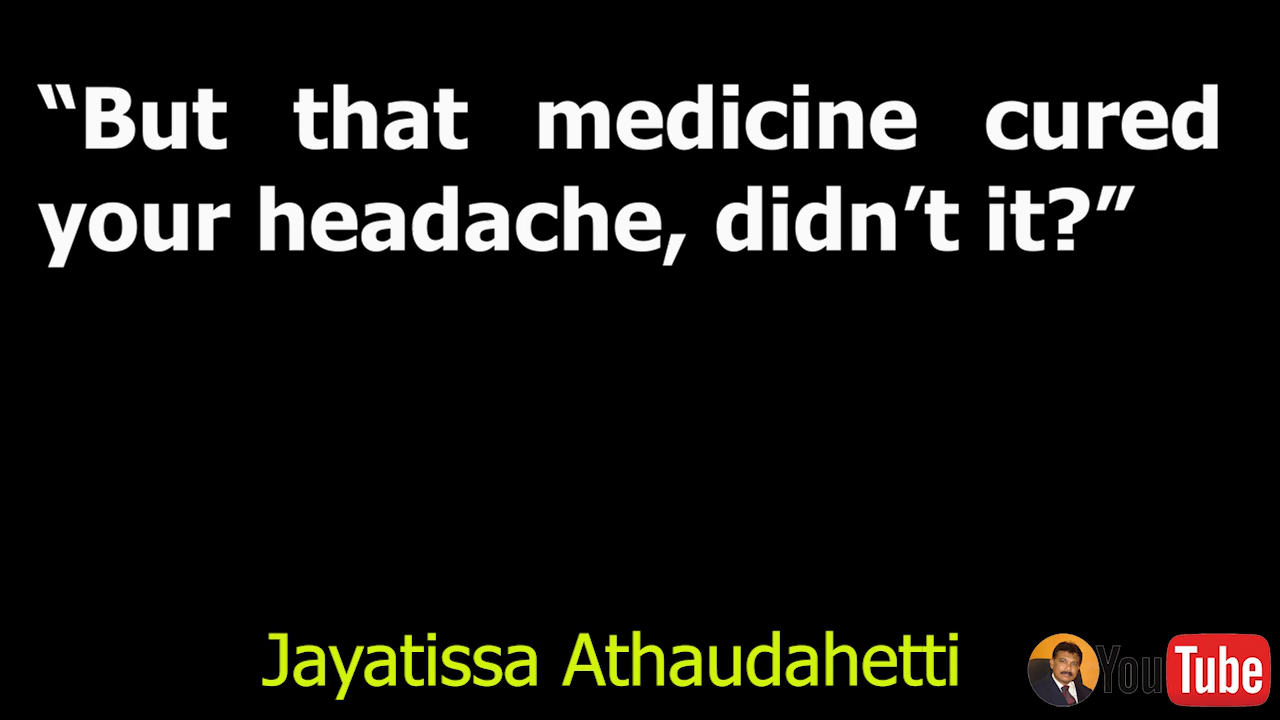 “But that medicine cured
your headache, didn’t it?”
Jayatissa Athaudahetti
YouTube